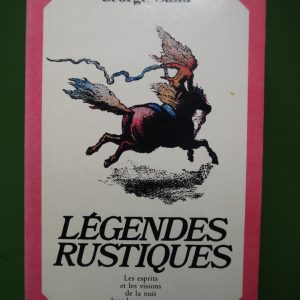 LÉGENDES
RUSTIQUES
Les esprits
et les visions
de la nuit